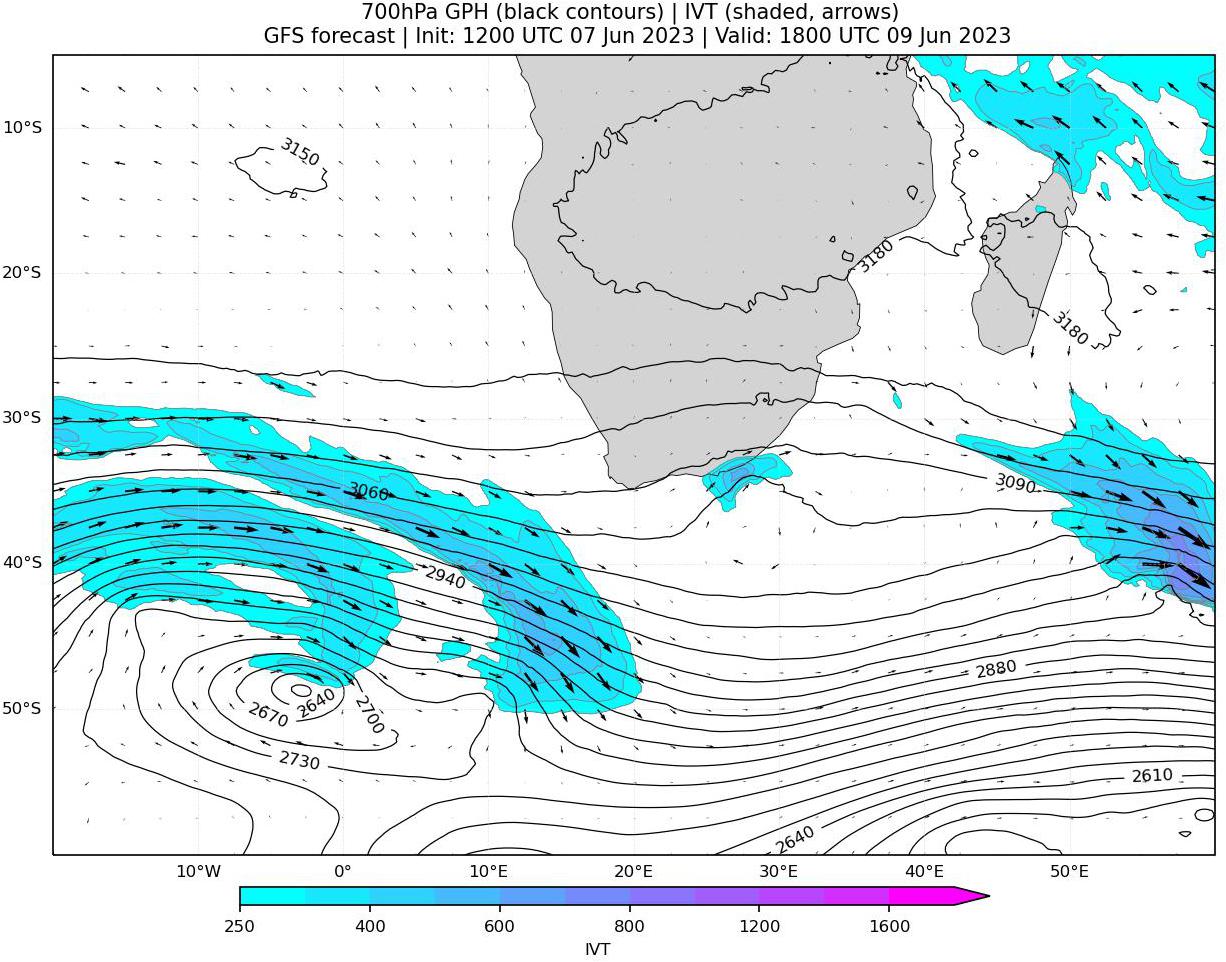 700hPa GPH (black contours) | IVT (shaded, arrows)
GFS forecast | Init: 1200 UTC 07 Jun 2023 | Valid: 1800 UTC 09 Jun 2023
10°S
3150
3180
20°S
3180
30°S
3060
3090
2940
40°S
2880
50°S
2670
2640
2700
2730
2610
2640
10°W
0°
10°E
20°E
30°E
40°E
50°E
250
400
600
800
1200
1600
IVT